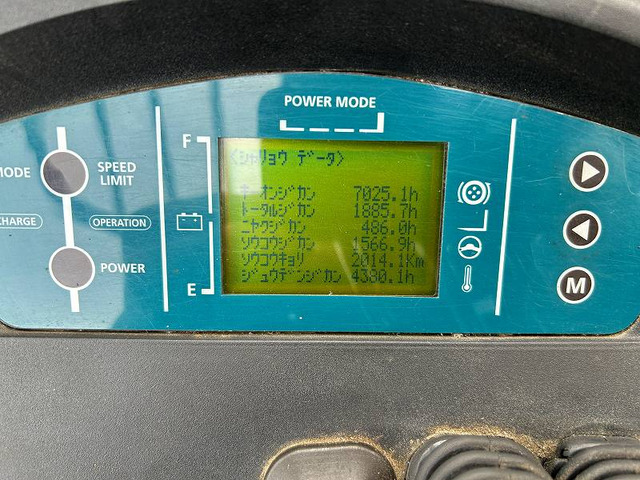 POWER MODE
MODE
SPEED
LIMIT
CHARGE
OPERATION
POWER
F
E
<シャリョウ データ>
キーオンジカン 7025.1h
トータルジカン 1885.7h
ニヤクジカン 486.0h
ソウコウジカン 1566.9h
ソウコウキョリ 2014.1Km
ジュウデンジカン 4380.1h
M